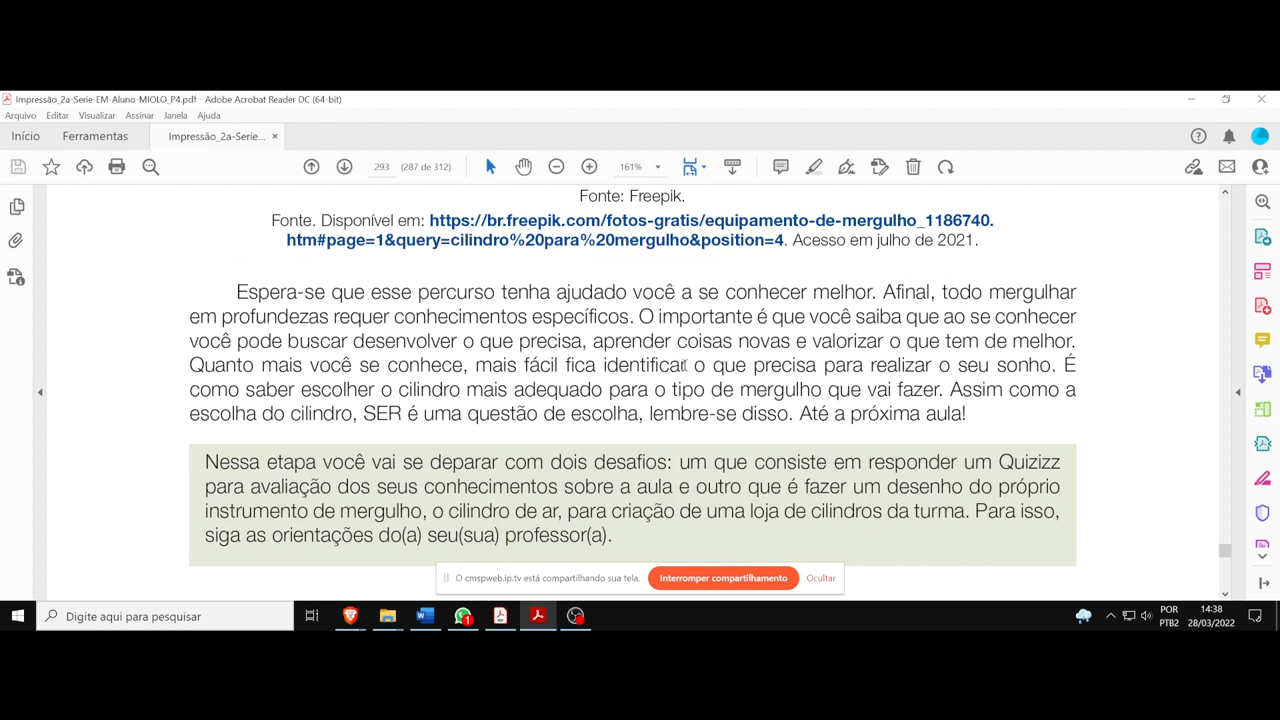 Impressão_2a-Serie-EM-Aluno-MIOLO_P4.pdf - Adobe Acrobat Reader DC (64-bit)
Arquivo Editar Visualizar Assinar Janela Ajuda
Início Ferramentas Impressão_2a-Serie... ×
293 (287 de 312) 161%
Fonte: Freepik.
Fonte. Disponível em: https://br.freepik.com/fotos-gratis/equipamento-de-mergulho_1186740.
htm#page=1&query=cilindro%20para%20mergulho&position=4. Acesso em julho de 2021.
Espera-se que esse percurso tenha ajudado você a se conhecer melhor. Afinal, todo mergulhar
em profundezas requer conhecimentos específicos. O importante é que você saiba que ao se conhecer
você pode buscar desenvolver o que precisa, aprender coisas novas e valorizar o que tem de melhor.
Quanto mais você se conhece, mais fácil fica identificar o que precisa para realizar o seu sonho. É
como saber escolher o cilindro mais adequado para o tipo de mergulho que vai fazer. Assim como a
escolha do cilindro, SER é uma questão de escolha, lembre-se disso. Até a próxima aula!
Nessa etapa você vai se deparar com dois desafios: um que consiste em responder um Quizizz
para avaliação dos seus conhecimentos sobre a aula e outro que é fazer um desenho do próprio
instrumento de mergulho, o cilindro de ar, para criação de uma loja de cilindros da turma. Para isso,
siga as orientações do(a) seu(sua) professor(a).
O cmspweb.ip.tv está compartilhando sua tela. Interromper compartilhamento Ocultar
Digite aqui para pesquisar
1
POR 14:38
PTB2 28/03/2022